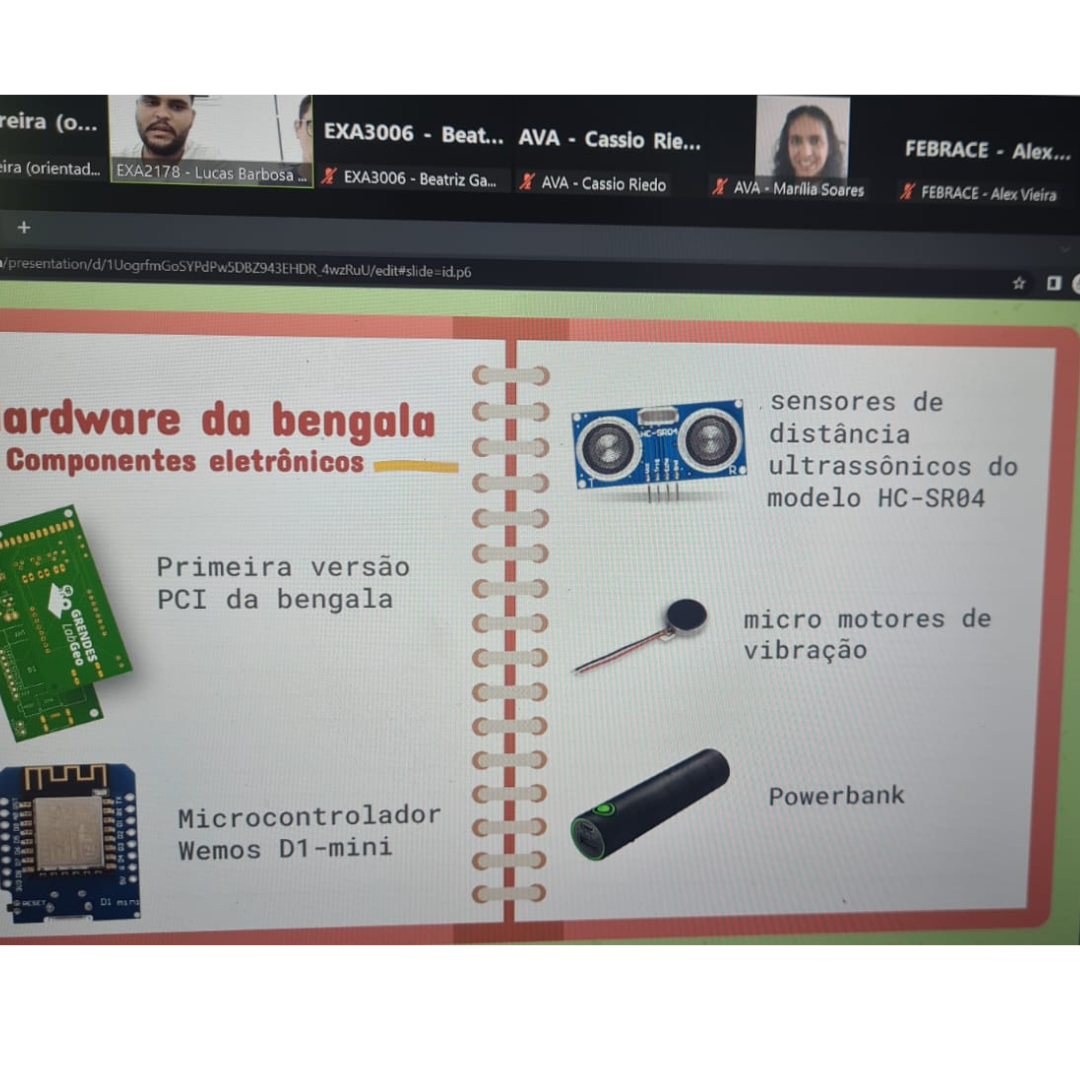 reira (o...
eira (orientad...
EXA2178 - Lucas Barbosa ...
EXA3006 - Beat...
EXA3006 - Beatriz Ga...
AVA - Cassio Rie...
AVA - Cassio Riedo
AVA - Marília Soares
FEBRACE - Alex...
FEBRACE - Alex Vieira
+
/presentation/d/1UogrfmGoSYPdPw5DBZ943EHDR_4wzRuU/edit#slide=id.p6
ardware da bengala
Componentes eletrônicos
GRENDES
LabGeo
Primeira versão
PCI da bengala
RESET
D1 mini
Microcontrolador
Wemos D1-mini
HC-SR04
T
R
sensores de
distância
ultrassônicos do
modelo HC-SR04
micro motores de
vibração
Powerbank